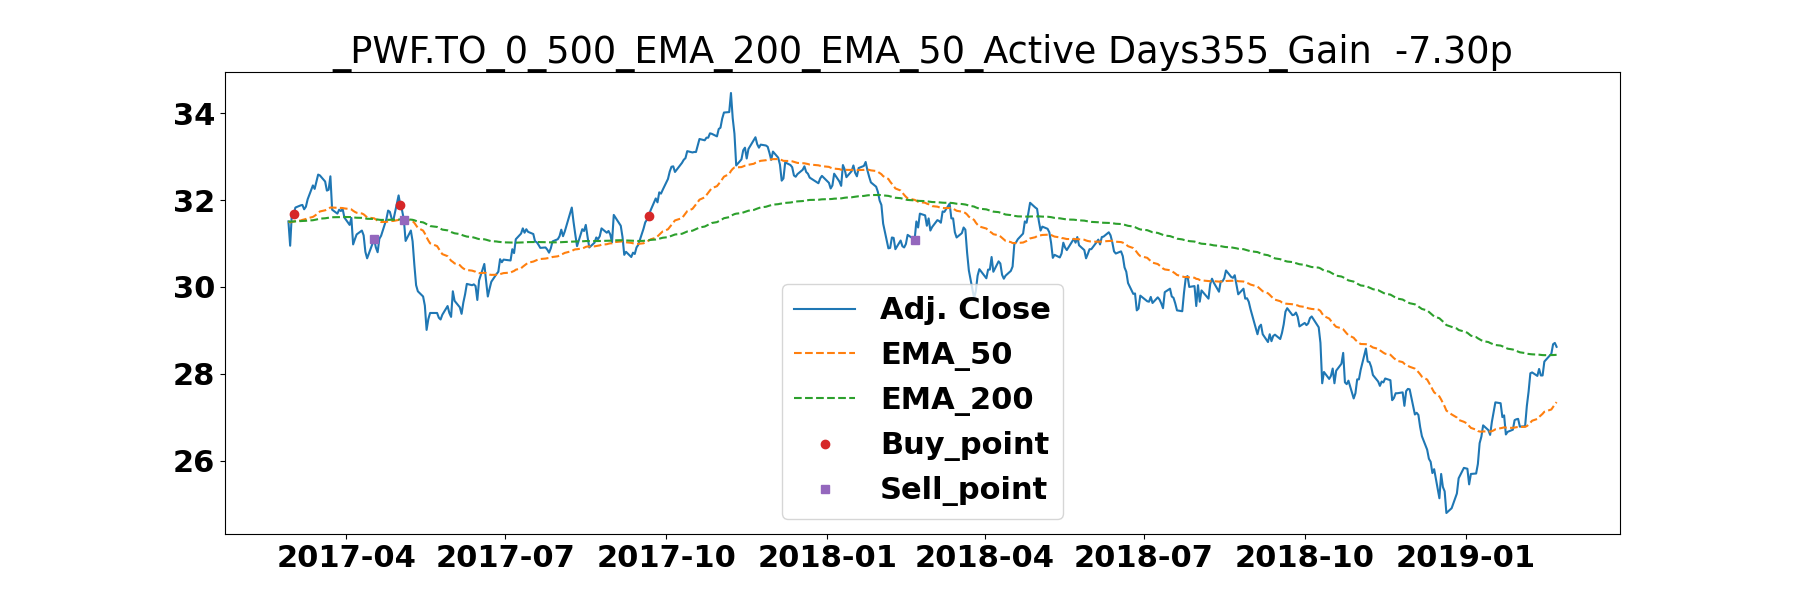 _PWF.TO_0_500_EMA_200_EMA_50_Active Days355_Gain  -7.30p
34
32
30
28
26
Adj. Close
EMA_50
EMA_200
Buy_point
Sell_point
2017-04 2017-07 2017-10 2018-01 2018-04 2018-07 2018-10 2019-01